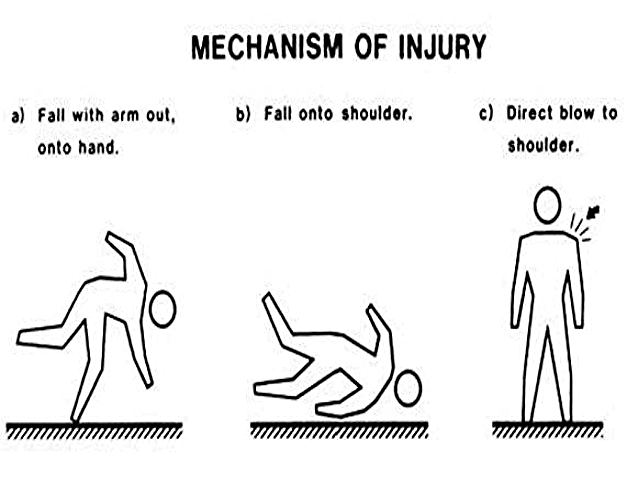 MECHANISM OF INJURY
a) Fall with arm out,
onto hand.
b) Fall onto shoulder.
c) Direct blow to
shoulder.